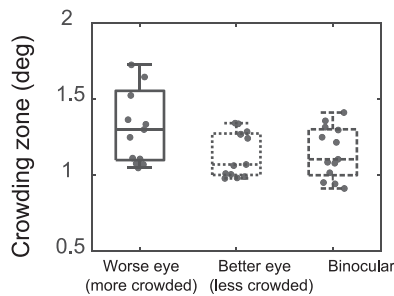 2
1.5
1
0.5
Crowding zone (deg)
Worse eye Better eye Binocular
(more crowded) (less crowded)